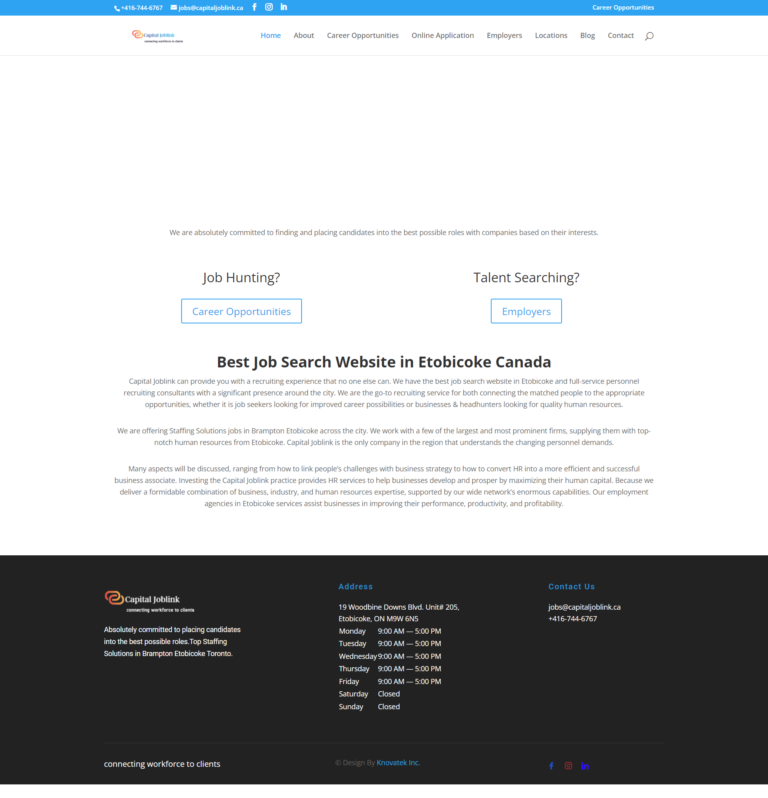 +416-744-6767 jobs@capitaljoblink.ca Career Opportunities
Capital Joblink
connecting workforce to clients
Home About Career Opportunities Online Application Employers Locations Blog Contact
We are absolutely committed to finding and placing candidates into the best possible roles with companies based on their interests.
Job Hunting? Talent Searching?
Career Opportunities Employers
Best Job Search Website in Etobicoke Canada
Capital Joblink can provide you with a recruiting experience that no one else can. We have the best job search website in Etobicoke and full-service personnel
recruiting consultants with a significant presence around the city. We are the go-to recruiting service for both connecting the matched people to the appropriate
opportunities, whether it is job seekers looking for improved career possibilities or businesses & headhunters looking for quality human resources.
We are offering Staffing Solutions jobs in Brampton Etobicoke across the city. We work with a few of the largest and most prominent firms, supplying them with top-
notch human resources from Etobicoke. Capital Joblink is the only company in the region that understands the changing personnel demands.
Many aspects will be discussed, ranging from how to link people's challenges with business strategy to how to convert HR into a more efficient and successful
business associate. Investing the Capital Joblink practice provides HR services to help businesses develop and prosper by maximizing their human capital. Because we
deliver a formidable combination of business, industry, and human resources expertise, supported by our wide network's enormous capabilities. Our employment
agencies in Etobicoke services assist businesses in improving their performance, productivity, and profitability.
Capital Joblink
connecting workforce to clients
Absolutely committed to placing candidates
into the best possible roles.Top Staffing
Solutions in Brampton Etobicoke Toronto.
Address
19 Woodbine Downs Blvd. Unit# 205,
Etobicoke, ON M9W 6N5
Monday 9:00 AM — 5:00 PM
Tuesday 9:00 AM — 5:00 PM
Wednesday 9:00 AM — 5:00 PM
Thursday 9:00 AM — 5:00 PM
Friday 9:00 AM — 5:00 PM
Saturday Closed
Sunday Closed
Contact Us
jobs@capitaljoblink.ca
+416-744-6767
connecting workforce to clients
© Design By Knovatek Inc.